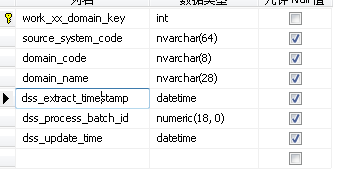 列名 数据类型 允许 Null 值
work_xx_domain_key int
source_system_code nvarchar(64)
domain_code nvarchar(8)
domain_name nvarchar(28)
dss_extract_timestamp datetime
dss_process_batch_id numeric(18, 0)
dss_update_time datetime